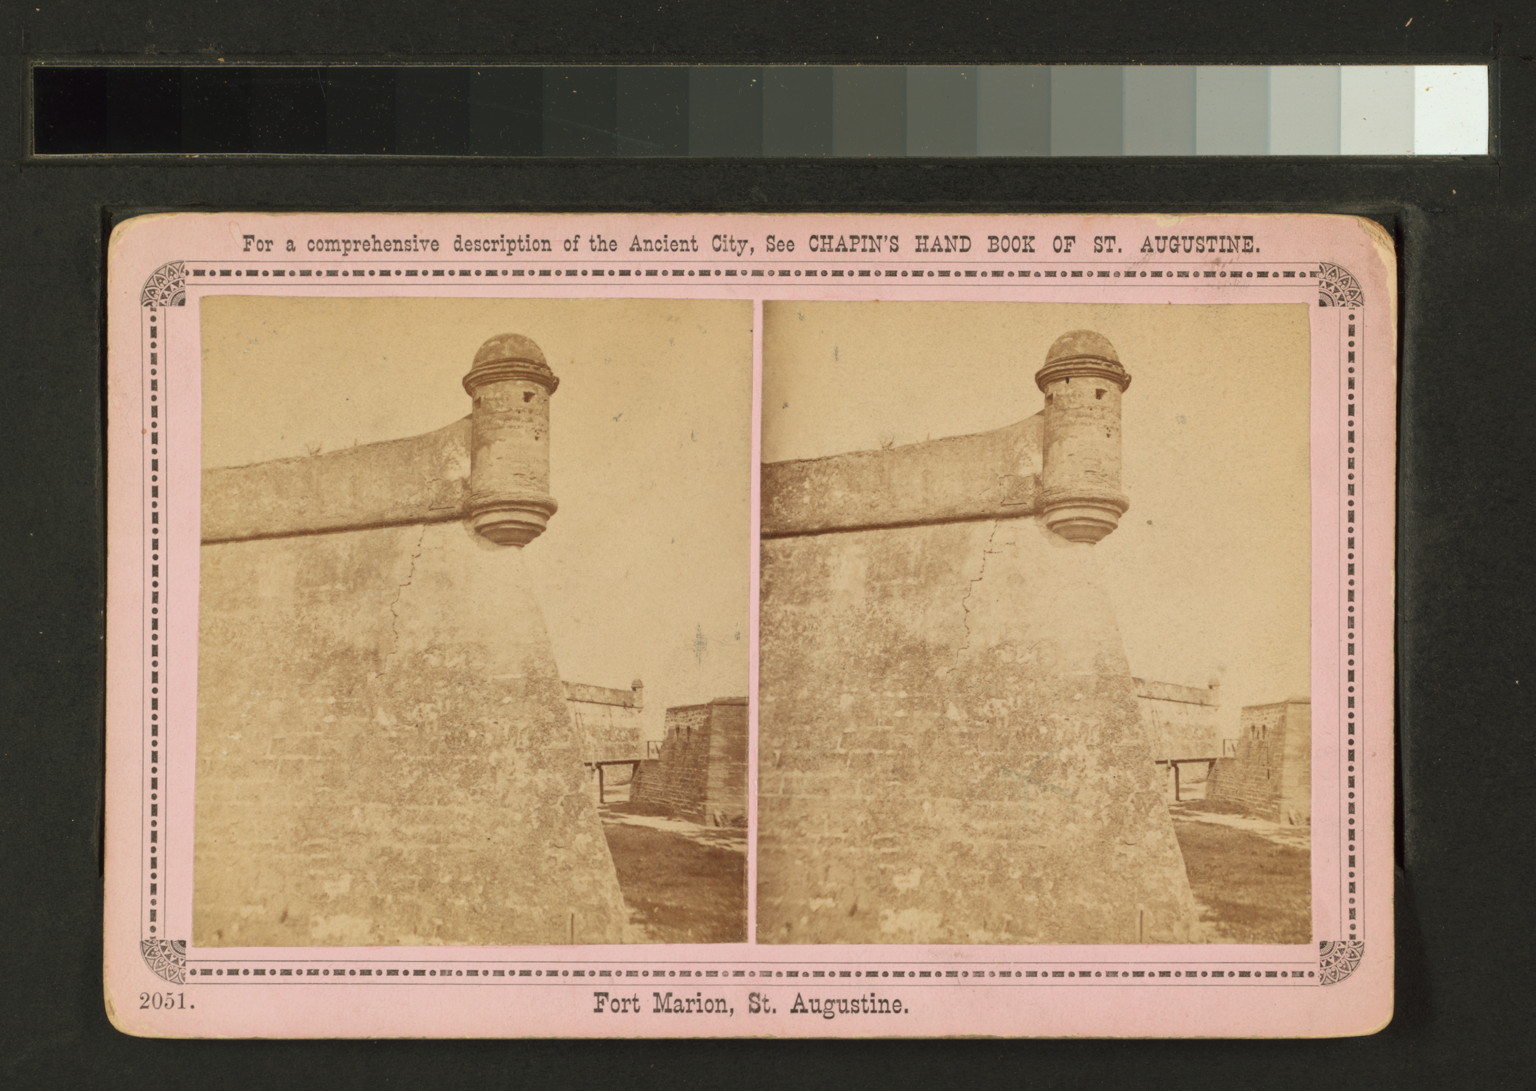 For a comprehensive description of the Ancient City, See CHAPIN'S HAND BOOK OF ST. AUGUSTINE.
2051.
Fort Marion, St. Augustine.